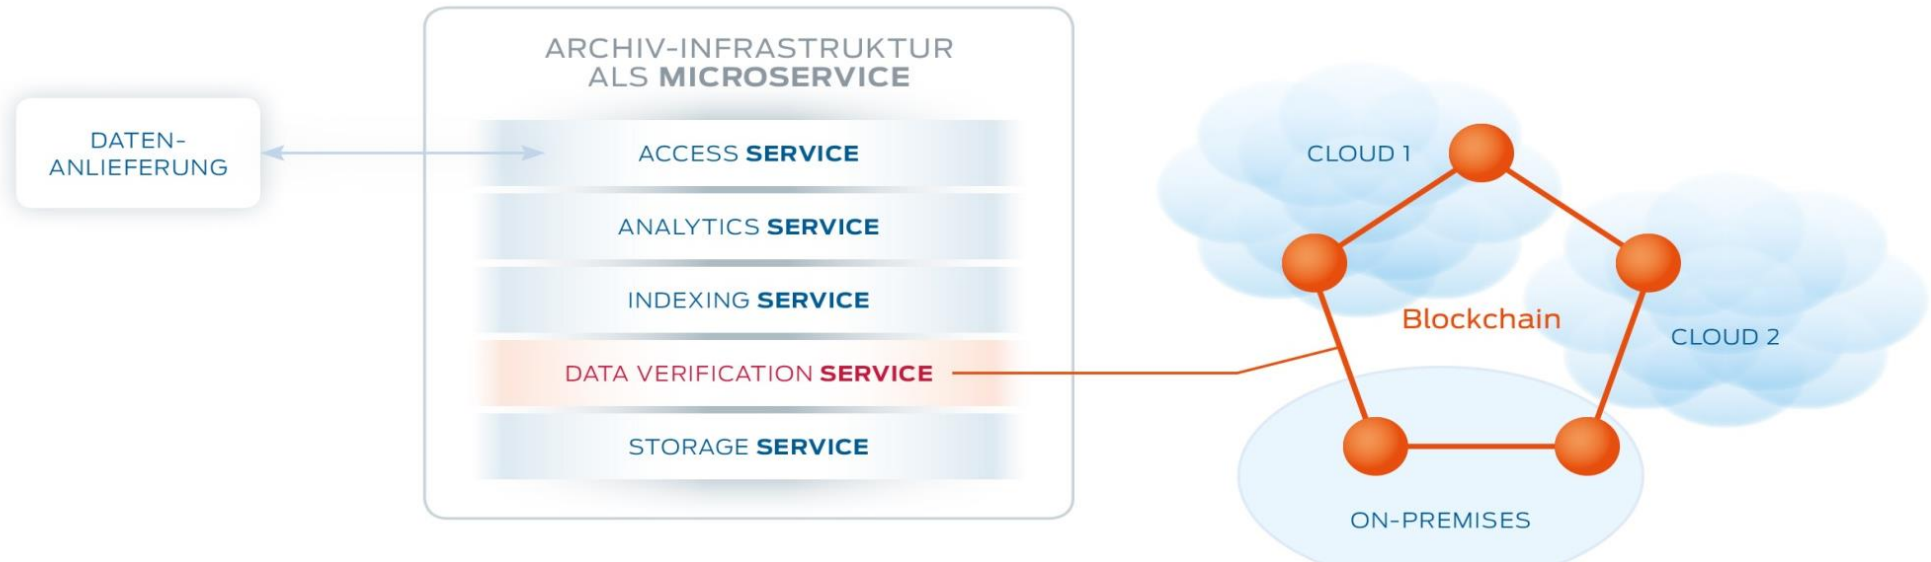 DATEN-
ANLIEFERUNG
ARCHIV-INFRASTRUKTUR
ALS MICROSERVICE
ACCESS SERVICE
ANALYTICS SERVICE
INDEXING SERVICE
DATA VERIFICATION SERVICE
STORAGE SERVICE
CLOUD 1
Blockchain
CLOUD 2
ON-PREMISES